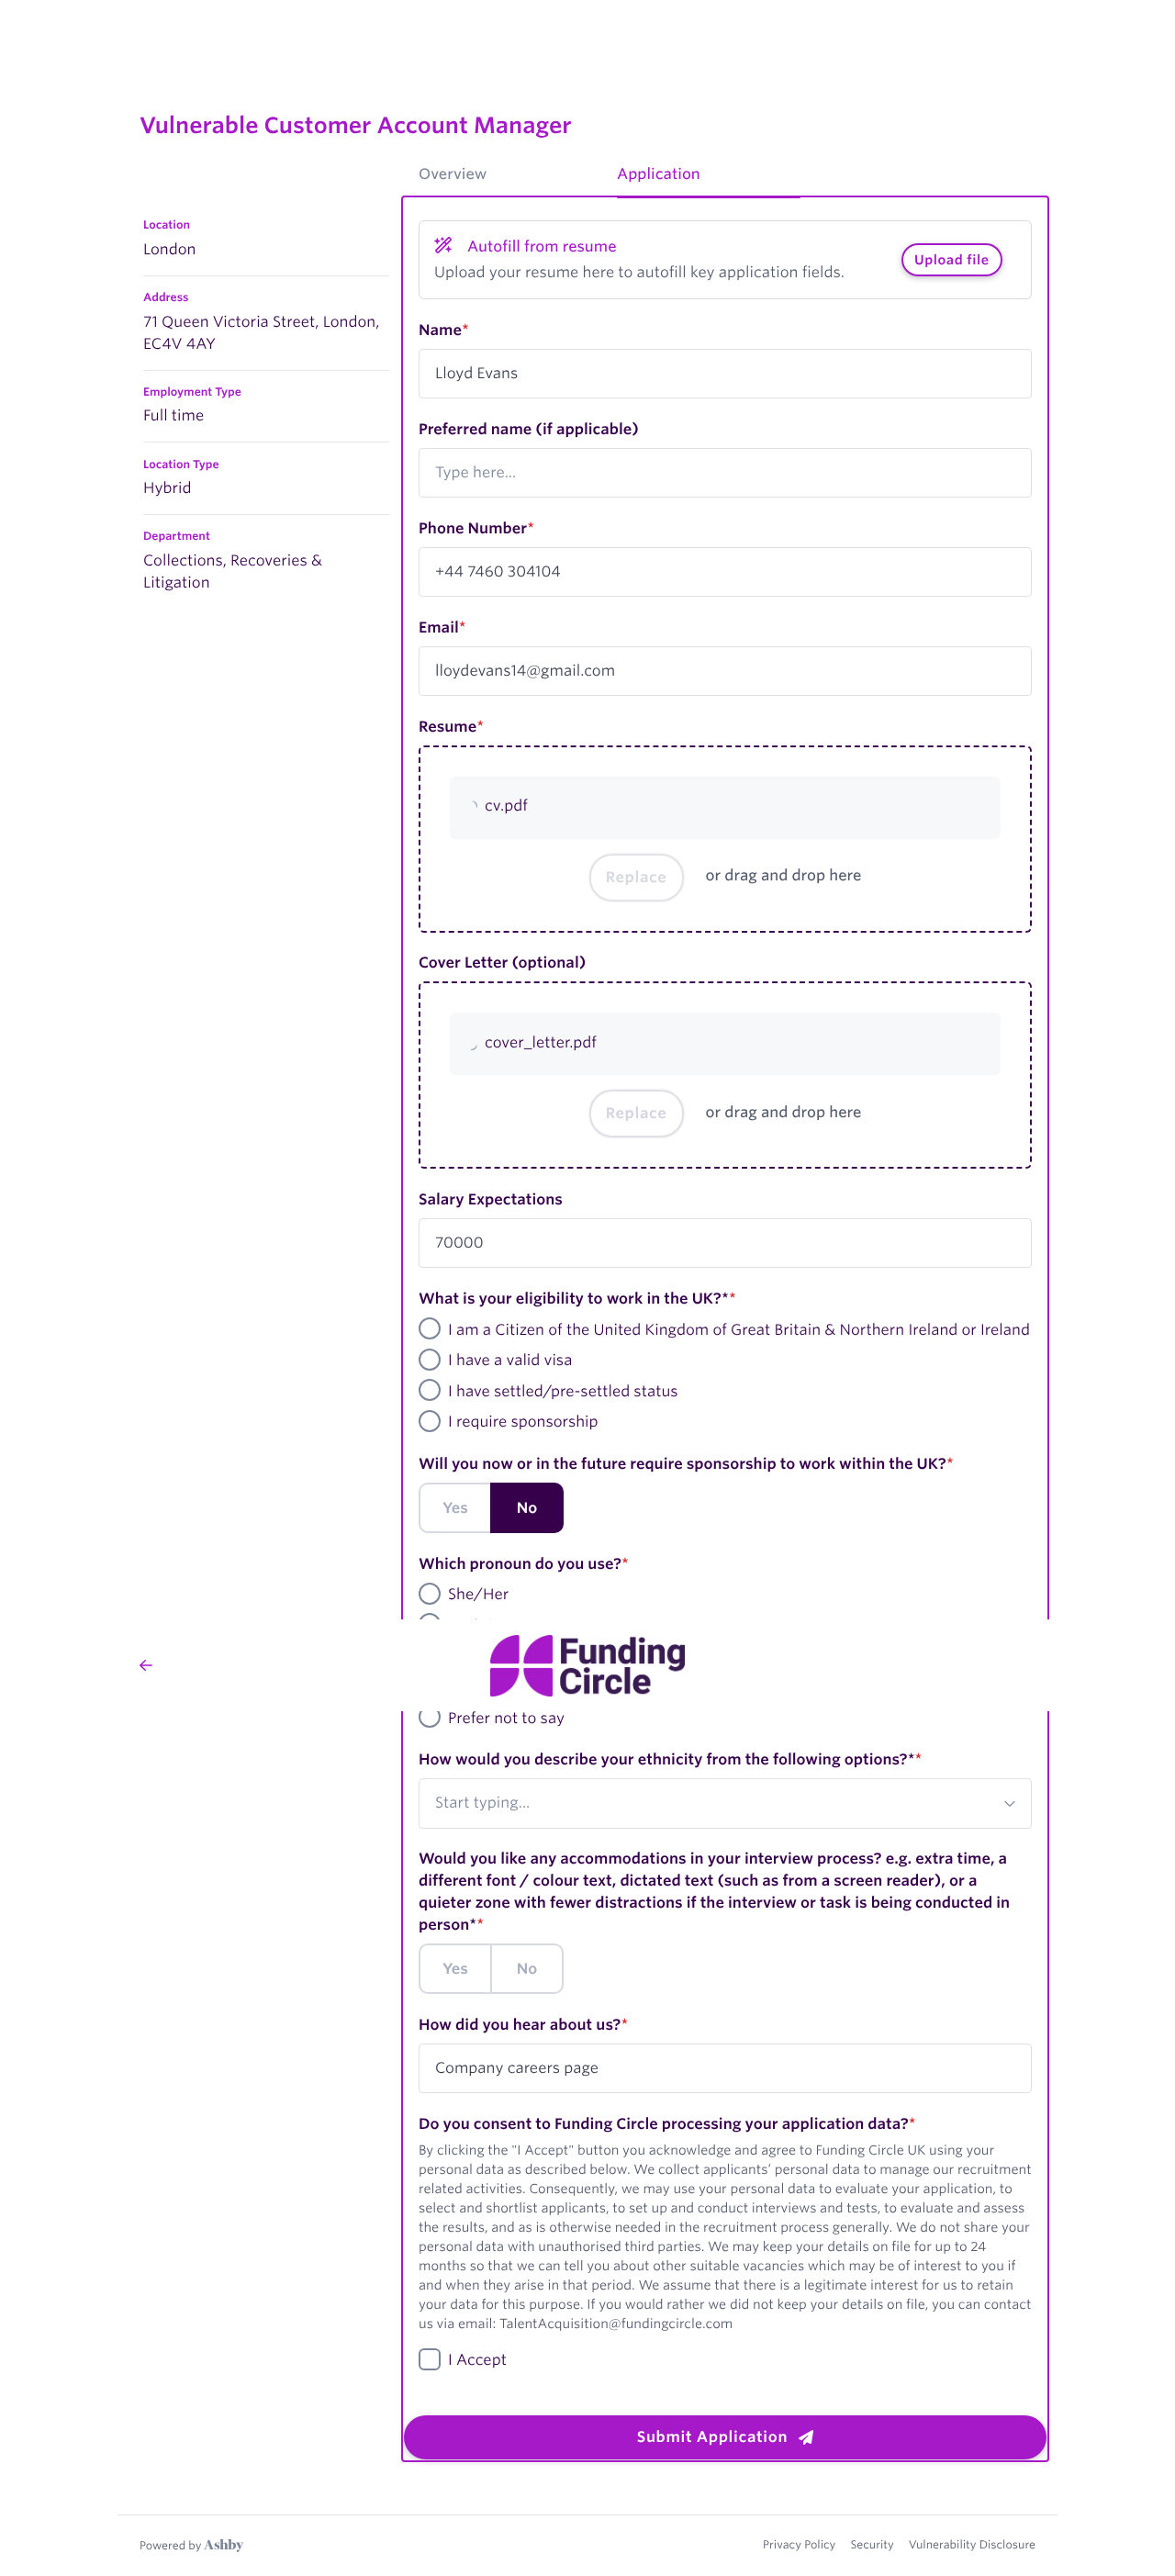 Vulnerable Customer Account Manager
Overview
Application
Location
London
Address
71 Queen Victoria Street, London,
EC4V 4AY
Employment Type
Full time
Location Type
Hybrid
Department
Collections, Recoveries &
Litigation
Autofill from resume
Upload your resume here to autofill key application fields.
Upload file
Name*
Lloyd Evans
Preferred name (if applicable)
Type here...
Phone Number*
+44 7460 304104
Email*
lloydevans14@gmail.com
Resume*
cv.pdf
Replace
or drag and drop here
Cover Letter (optional)
cover_letter.pdf
Replace
or drag and drop here
Salary Expectations
70000
What is your eligibility to work in the UK?**
I am a Citizen of the United Kingdom of Great Britain & Northern Ireland or Ireland
I have a valid visa
I have settled/pre-settled status
I require sponsorship
Will you now or in the future require sponsorship to work within the UK?*
Yes
No
Which pronoun do you use?*
She/Her
Funding
Circle
Prefer not to say
How would you describe your ethnicity from the following options?**
Start typing...
Would you like any accommodations in your interview process? e.g. extra time, a
different font / colour text, dictated text (such as from a screen reader), or a
quieter zone with fewer distractions if the interview or task is being conducted in
person**
Yes
No
How did you hear about us?*
Company careers page
Do you consent to Funding Circle processing your application data?*
By clicking the "I Accept" button you acknowledge and agree to Funding Circle UK using your
personal data as described below. We collect applicants’ personal data to manage our recruitment
related activities. Consequently, we may use your personal data to evaluate your application, to
select and shortlist applicants, to set up and conduct interviews and tests, to evaluate and assess
the results, and as is otherwise needed in the recruitment process generally. We do not share your
personal data with unauthorised third parties. We may keep your details on file for up to 24
months so that we can tell you about other suitable vacancies which may be of interest to you if
and when they arise in that period. We assume that there is a legitimate interest for us to retain
your data for this purpose. If you would rather we did not keep your details on file, you can contact
us via email: TalentAcquisition@fundingcircle.com
I Accept
Submit Application
Powered by Ashby
Privacy Policy
Security
Vulnerability Disclosure